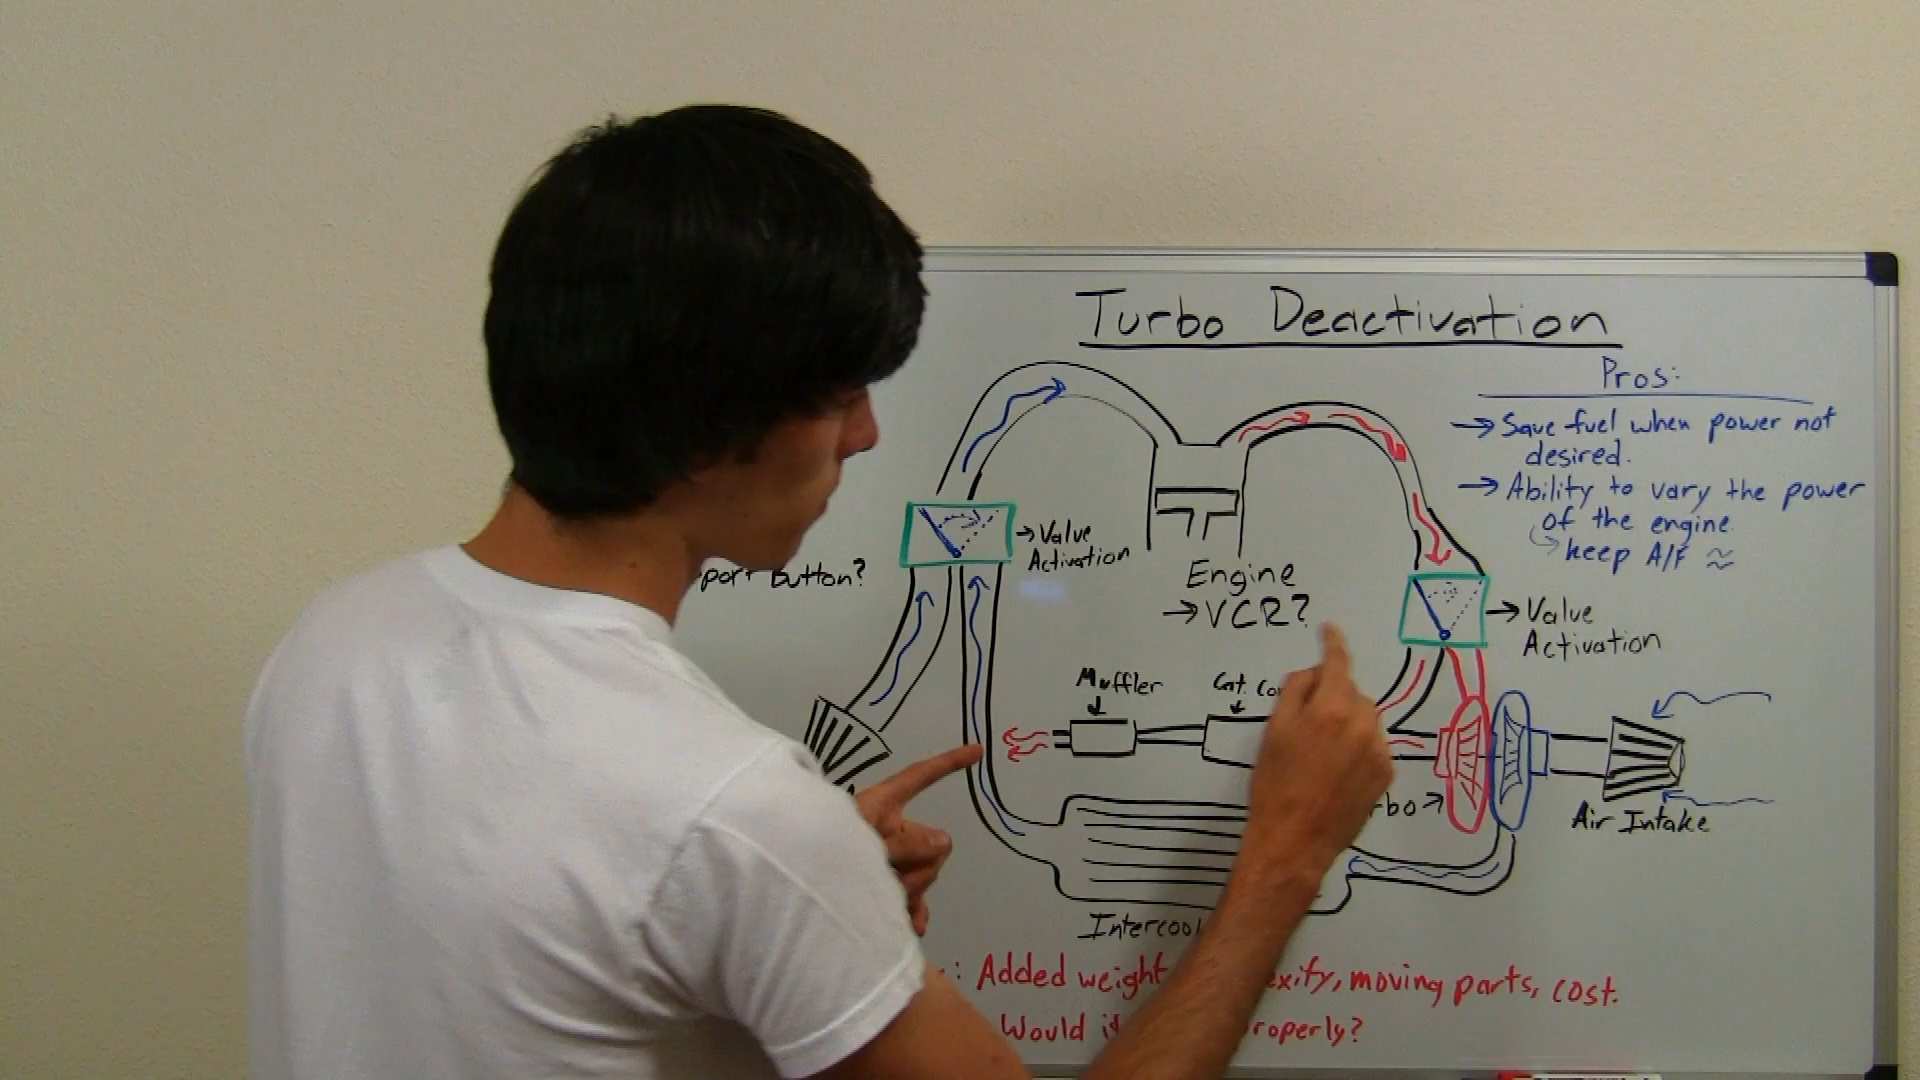 Turbo Deactivation
Pros:
→ Save fuel when power not
desired.
→ Ability to vary the power
of the engine
↳ keep A/F ≈
→ Valve
Activation
port Button?
Engine
→ VCR?
→ Valve
Activation
Muffler
Cat. Co
rbo →
Air Intake
Intercool
: Added weight exity, moving parts, cost.
Would it roperly?